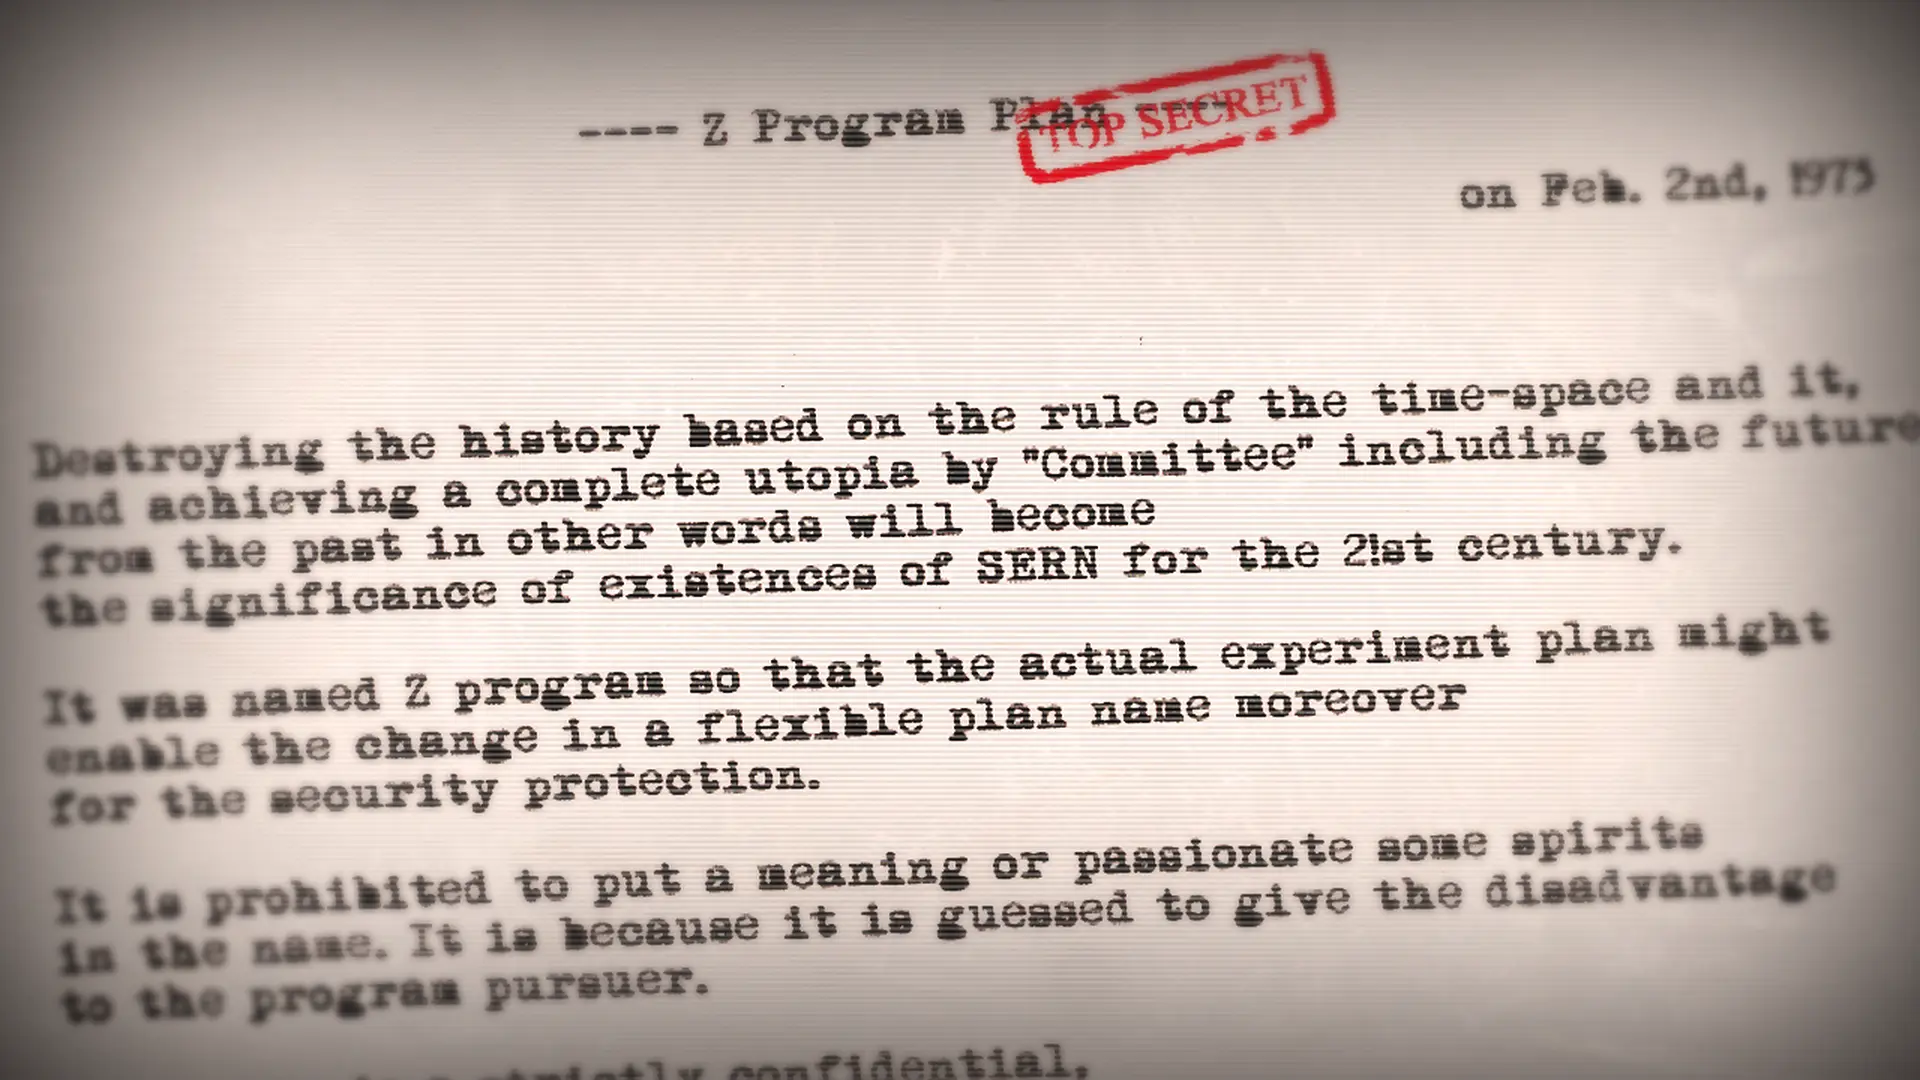 ---- Z Program Plan ----
TOP SECRET
on Feb. 2nd, 1973
Destroying the history based on the rule of the time-space and it,
and achieving a complete utopia by "Committee" including the future
from the past in other words will become
the significance of existences of SERN for the 21st century.
It was named Z program so that the actual experiment plan might
enable the change in a flexible plan name moreover
for the security protection.
It is prohibited to put a meaning or passionate some spirits
in the name. It is because it is guessed to give the disadvantage
to the program pursuer.
strictly confidential,